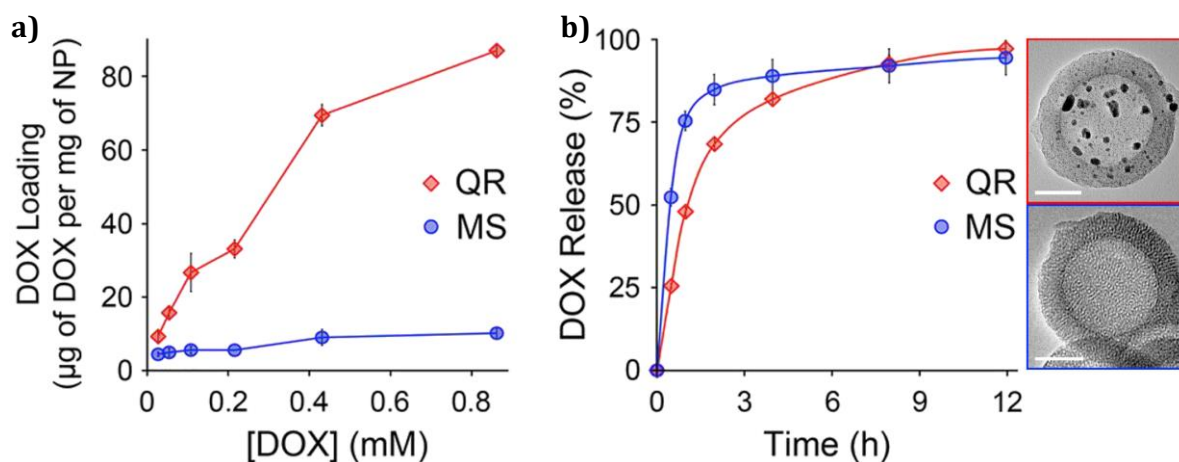 a)
DOX Loading
(µg of DOX per mg of NP)
100
80
60
40
20
0
QR
MS
0
0.2
0.4
0.6
0.8
[DOX] (mM)
b)
DOX Release (%)
100
75
50
25
0
QR
MS
0
3
6
9
12
Time (h)